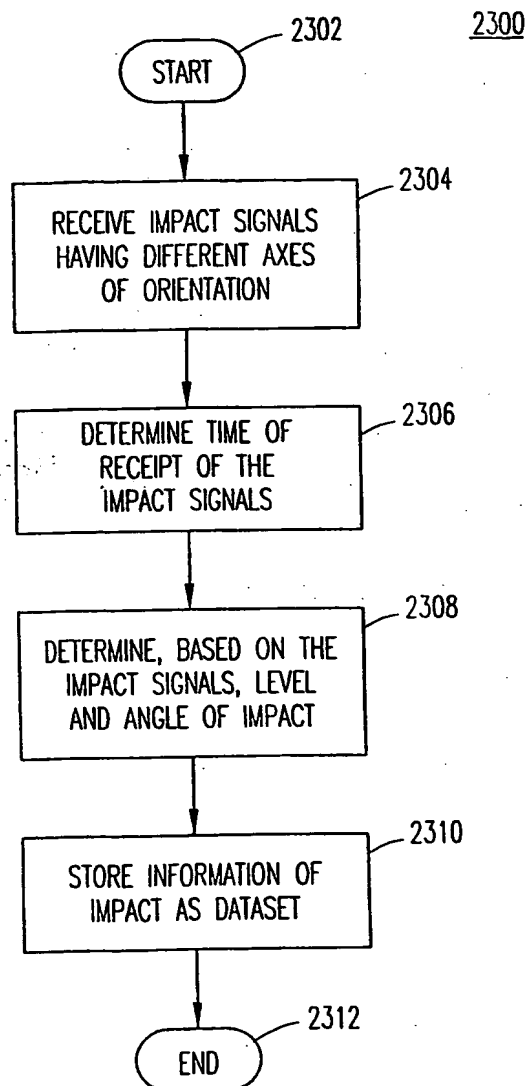 2302
2300
START
2304
RECEIVE IMPACT SIGNALS
HAVING DIFFERENT AXES
OF ORIENTATION
2306
DETERMINE TIME OF
RECEIPT OF THE
IMPACT SIGNALS
2308
DETERMINE, BASED ON THE
IMPACT SIGNALS, LEVEL
AND ANGLE OF IMPACT
2310
STORE INFORMATION OF
IMPACT AS DATASET
2312
END